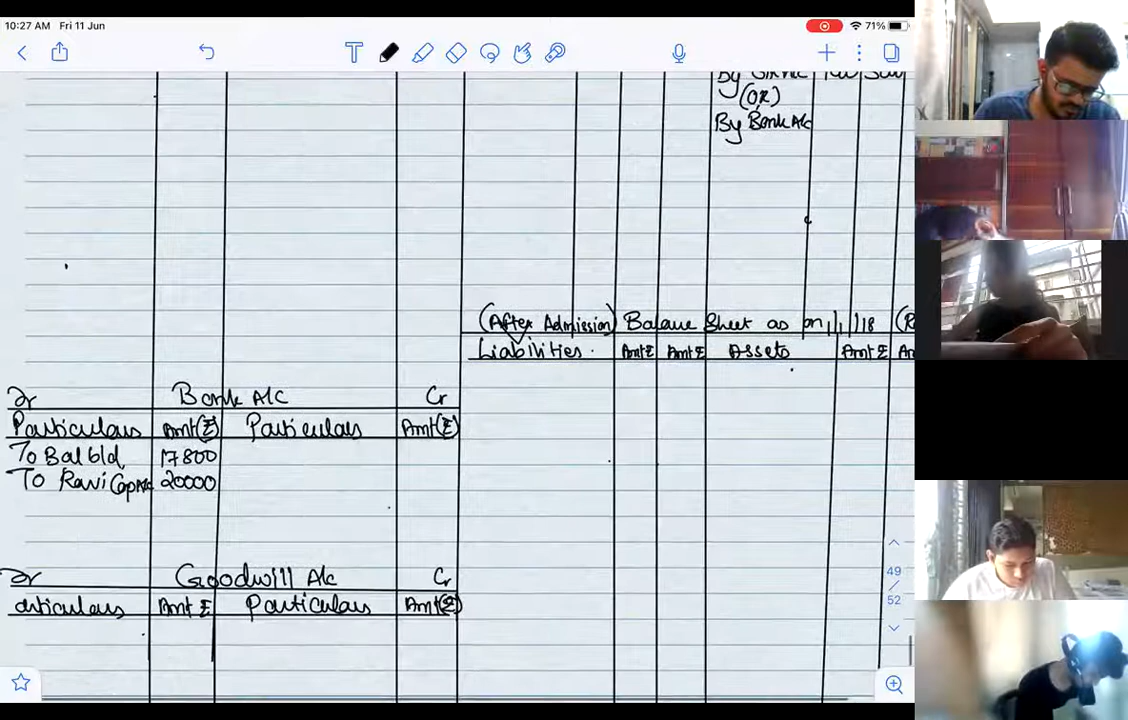 10:27 AM Fri 11 Jun
71%
T
(OR)
By Bank A/c
(After Admission) Balance Sheet as on 1/1/18
Liabilities. Amt ₹ Amt ₹ Assets Amt ₹
Dr Bank A/c Cr
Particulars Amt(₹) Particulars Amt(₹)
To Bal b/d 17800
To Ravi Cap A/c 20000
Dr Goodwill A/c Cr
articulars Amt ₹ Particulars Amt(₹)
49
/
52